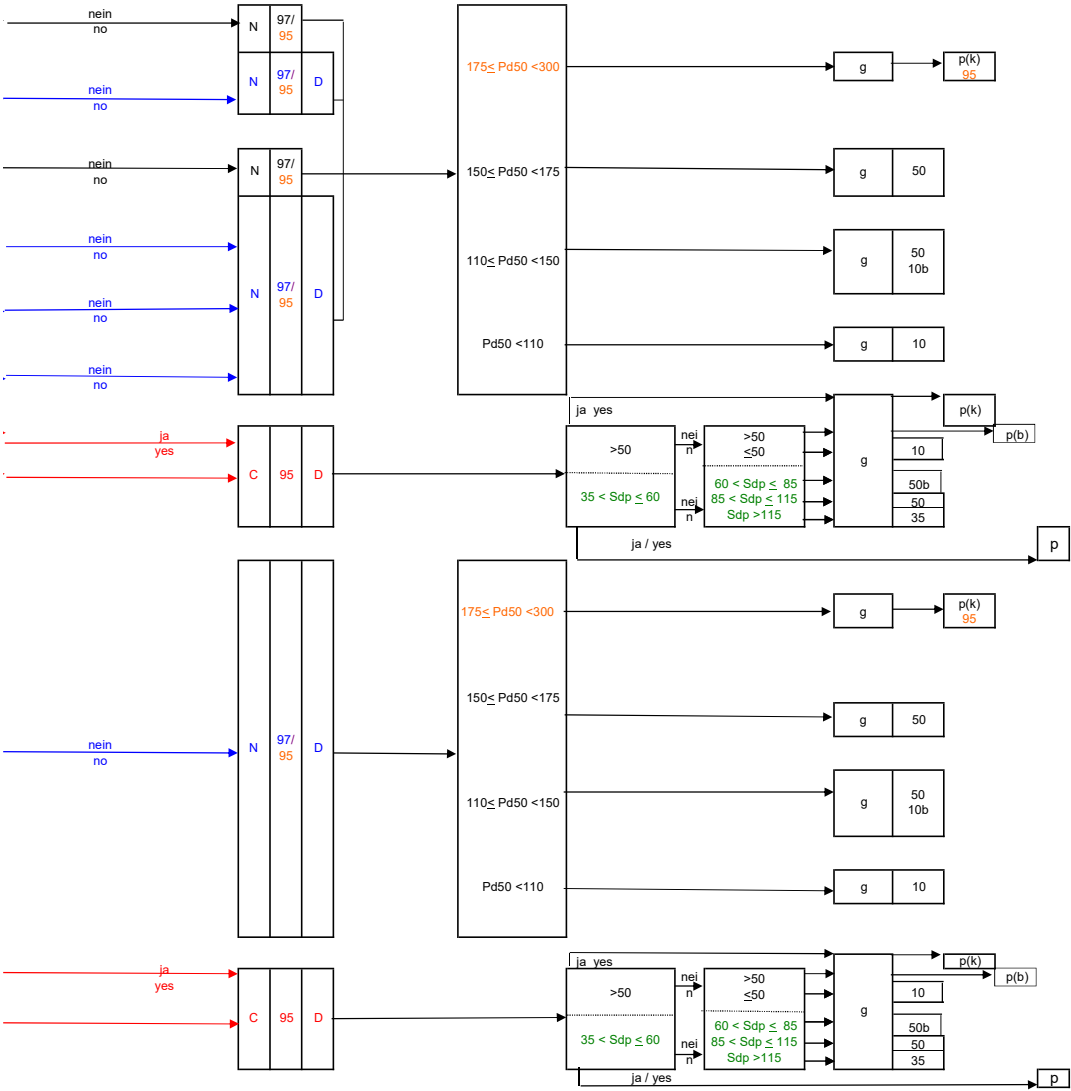 nein
no
N
97/
95
nein
no
N
97/
95
D
175≤ Pd50 <300
g
p(k)
95
nein
no
N
97/
95
150≤ Pd50 <175
g
50
nein
no
110≤ Pd50 <150
g
50
10b
N
97/
95
D
nein
no
Pd50 <110
g
10
nein
no
ja yes
p(k)
ja
yes
C
95
D
>50
35 < Sdp ≤ 60
nei
n
nei
n
>50
≤50
60 < Sdp ≤ 85
85 < Sdp ≤ 115
Sdp >115
g
p(b)
10
50b
50
35
ja / yes
p
175≤ Pd50 <300
g
p(k)
95
150≤ Pd50 <175
g
50
nein
no
N
97/
95
D
110≤ Pd50 <150
g
50
10b
Pd50 <110
g
10
ja yes
p(k)
ja
yes
C
95
D
>50
35 < Sdp ≤ 60
nei
n
nei
n
>50
≤50
60 < Sdp ≤ 85
85 < Sdp ≤ 115
Sdp >115
g
p(b)
10
50b
50
35
ja / yes
p